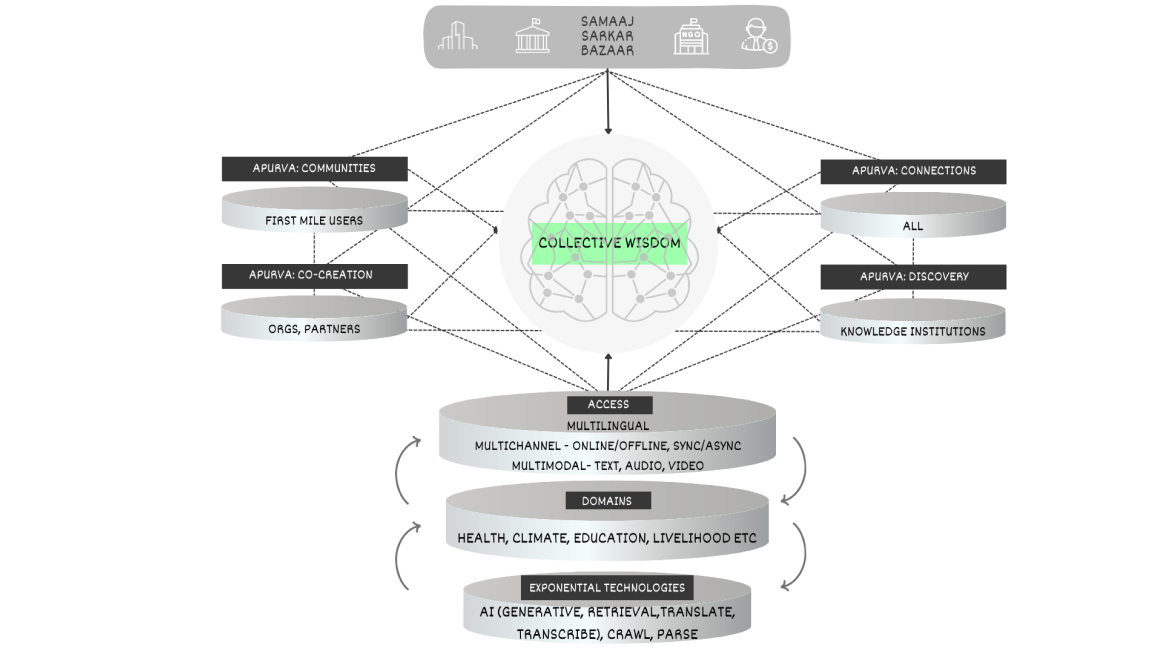 SAMAAJ
SARKAR
BAZAAR
NGO
$
APURVA: COMMUNITIES
FIRST MILE USERS
APURVA: CO-CREATION
ORGS, PARTNERS
COLLECTIVE WISDOM
APURVA: CONNECTIONS
ALL
APURVA: DISCOVERY
KNOWLEDGE INSTITUTIONS
ACCESS
MULTILINGUAL
MULTICHANNEL - ONLINE/OFFLINE, SYNC/ASYNC
MULTIMODAL- TEXT, AUDIO, VIDEO
DOMAINS
HEALTH, CLIMATE, EDUCATION, LIVELIHOOD ETC
EXPONENTIAL TECHNOLOGIES
AI (GENERATIVE, RETRIEVAL,TRANSLATE,
TRANSCRIBE), CRAWL, PARSE